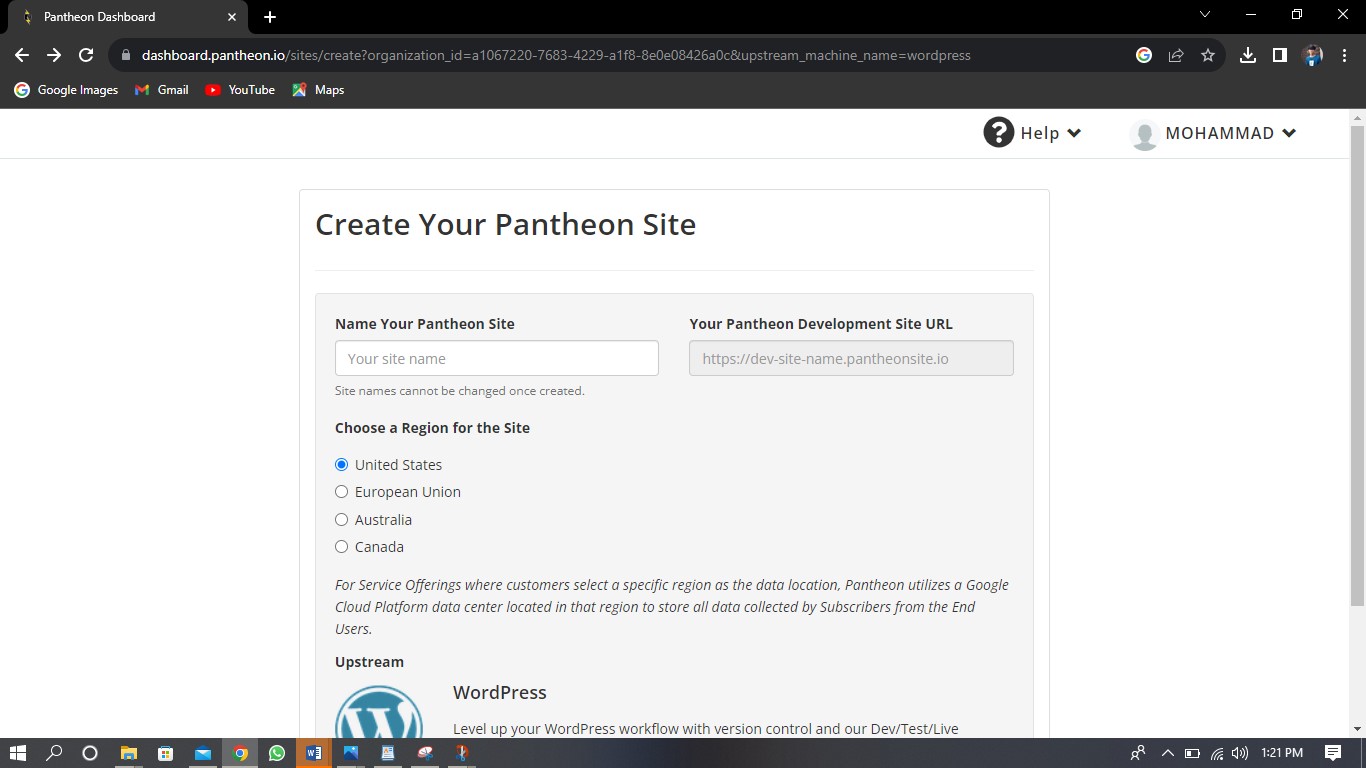 Pantheon Dashboard
dashboard.pantheon.io/sites/create?organization_id=a1067220-7683-4229-a1f8-8e0e08426a0c&upstream_machine_name=wordpress
Google Images Gmail YouTube Maps
Help MOHAMMAD
Create Your Pantheon Site
Name Your Pantheon Site
Your site name
Site names cannot be changed once created.
Your Pantheon Development Site URL
https://dev-site-name.pantheonsite.io
Choose a Region for the Site
United States
European Union
Australia
Canada
For Service Offerings where customers select a specific region as the data location, Pantheon utilizes a Google
Cloud Platform data center located in that region to store all data collected by Subscribers from the End
Users.
Upstream
WordPress
Level up your WordPress workflow with version control and our Dev/Test/Live
1:21 PM